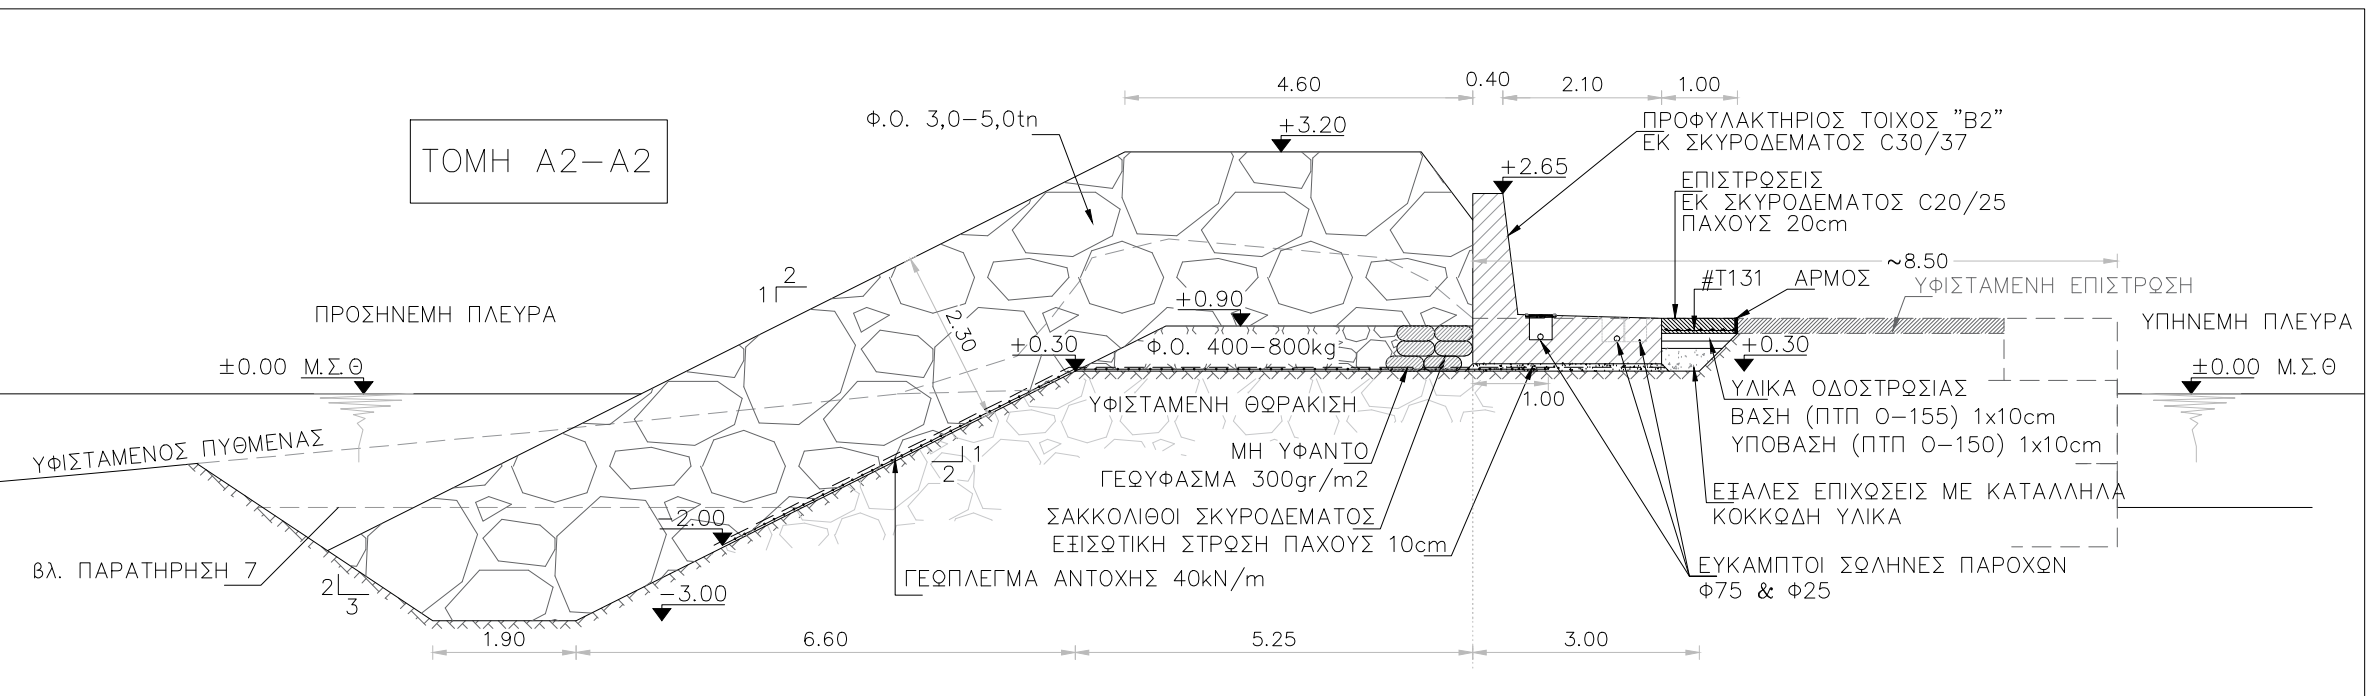 4.60
0.40
2.10
1.00
Φ.Ο. 3,0-5,0tn
+3.20
ΠΡΟΦΥΛΑΚΤΗΡΙΟΣ ΤΟΙΧΟΣ "Β2"
ΕΚ ΣΚΥΡΟΔΕΜΑΤΟΣ C30/37
ΤΟΜΗ Α2-Α2
+2.65
ΕΠΙΣΤΡΩΣΕΙΣ
ΕΚ ΣΚΥΡΟΔΕΜΑΤΟΣ C20/25
ΠΑΧΟΥΣ 20cm
~8.50
2
1
#T131
ΑΡΜΟΣ
ΥΦΙΣΤΑΜΕΝΗ ΕΠΙΣΤΡΩΣΗ
ΠΡΟΣΗΝΕΜΗ ΠΛΕΥΡΑ
2.30
+0.90
ΥΠΗΝΕΜΗ ΠΛΕΥΡΑ
+0.30
Φ.Ο. 400-800kg
+0.30
±0.00 Μ.Σ.Θ
±0.00 Μ.Σ.Θ
1.00
ΥΦΙΣΤΑΜΕΝΗ ΘΩΡΑΚΙΣΗ
ΥΛΙΚΑ ΟΔΟΣΤΡΩΣΙΑΣ
ΒΑΣΗ (ΠΤΠ Ο-155) 1x10cm
ΥΠΟΒΑΣΗ (ΠΤΠ Ο-150) 1x10cm
ΥΦΙΣΤΑΜΕΝΟΣ ΠΥΘΜΕΝΑΣ
1
2
ΜΗ ΥΦΑΝΤΟ
ΓΕΩΥΦΑΣΜΑ 300gr/m2
ΕΞΑΛΕΣ ΕΠΙΧΩΣΕΙΣ ΜΕ ΚΑΤΑΛΛΗΛΑ
ΚΟΚΚΩΔΗ ΥΛΙΚΑ
-2.00
ΣΑΚΚΟΛΙΘΟΙ ΣΚΥΡΟΔΕΜΑΤΟΣ
ΕΞΙΣΩΤΙΚΗ ΣΤΡΩΣΗ ΠΑΧΟΥΣ 10cm
βλ. ΠΑΡΑΤΗΡΗΣΗ 7
2
3
ΓΕΩΠΛΕΓΜΑ ΑΝΤΟΧΗΣ 40kN/m
ΕΥΚΑΜΠΤΟΙ ΣΩΛΗΝΕΣ ΠΑΡΟΧΩΝ
Φ75 & Φ25
-3.00
1.90
6.60
5.25
3.00